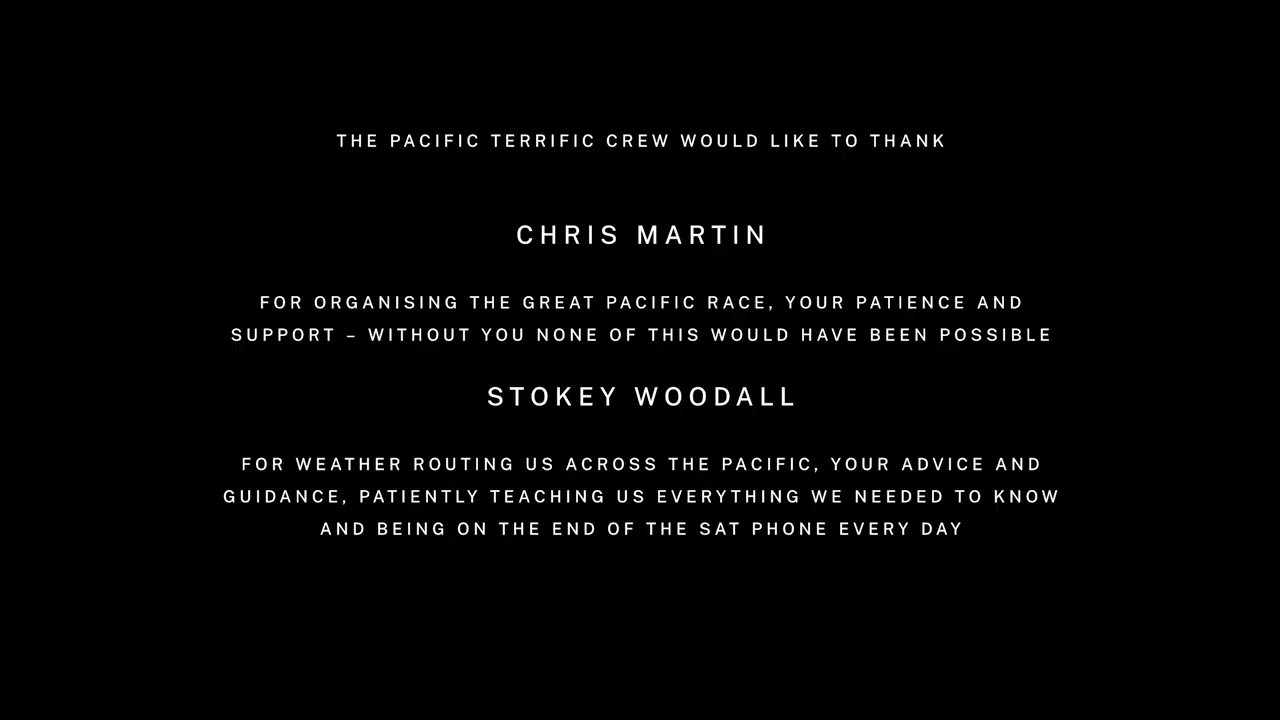 THE PACIFIC TERRIFIC CREW WOULD LIKE TO THANK
CHRIS MARTIN
FOR ORGANISING THE GREAT PACIFIC RACE, YOUR PATIENCE AND
SUPPORT – WITHOUT YOU NONE OF THIS WOULD HAVE BEEN POSSIBLE
STOKEY WOODALL
FOR WEATHER ROUTING US ACROSS THE PACIFIC, YOUR ADVICE AND
GUIDANCE, PATIENTLY TEACHING US EVERYTHING WE NEEDED TO KNOW
AND BEING ON THE END OF THE SAT PHONE EVERY DAY